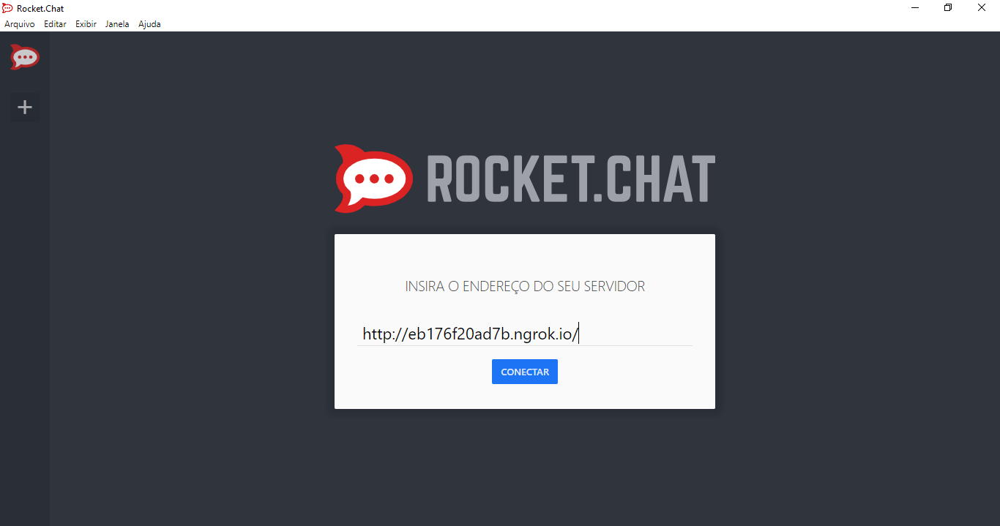 Rocket.Chat
Arquivo Editar Exibir Janela Ajuda
ROCKET.CHAT
INSIRA O ENDEREÇO DO SEU SERVIDOR
http://eb176f20ad7b.ngrok.io/
CONECTAR